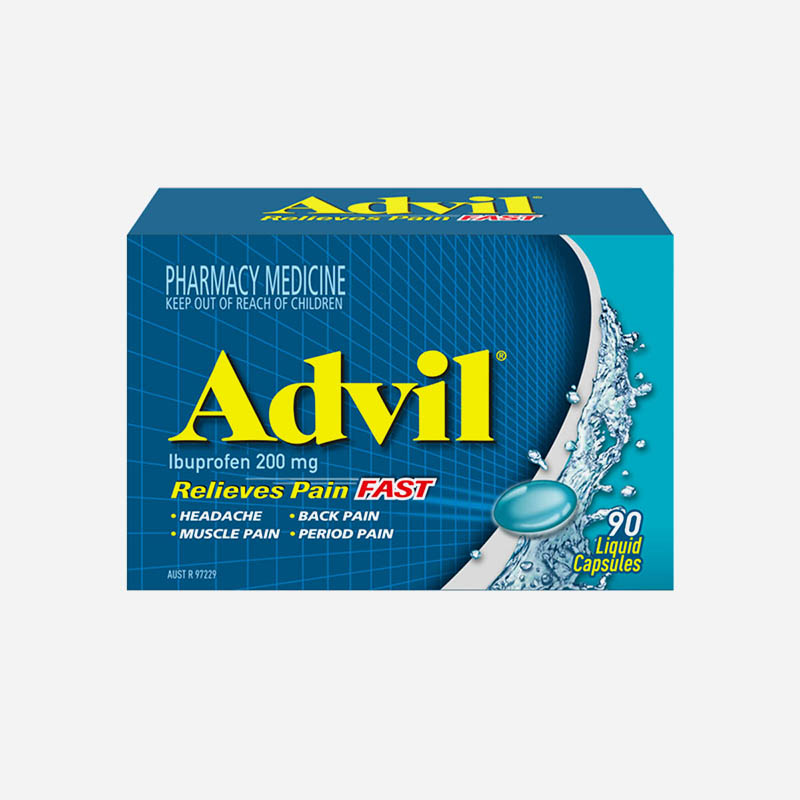 Advil®
Relieves Pain FAST
PHARMACY MEDICINE
KEEP OUT OF REACH OF CHILDREN
Advil®
Ibuprofen 200 mg
Relieves Pain FAST
• HEADACHE • BACK PAIN
• MUSCLE PAIN • PERIOD PAIN
AUST R 97229
90
Liquid
Capsules